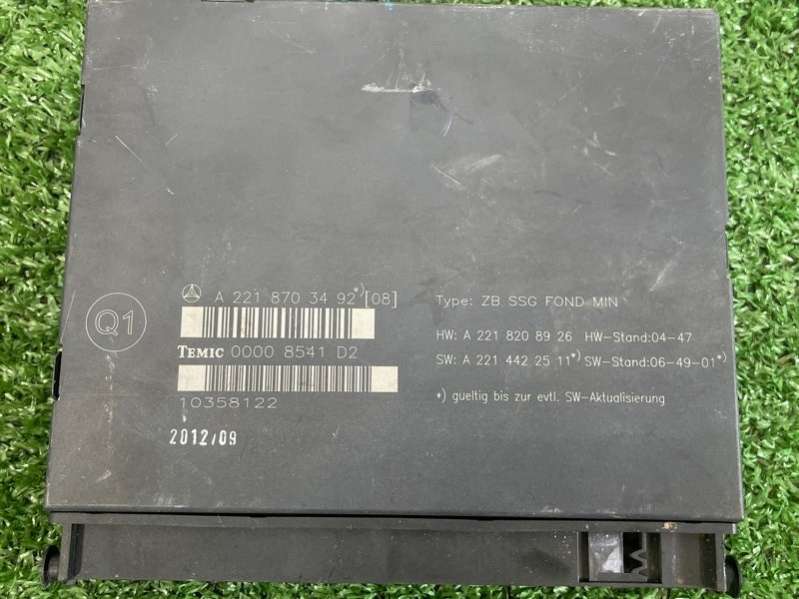 Q1
A 221 870 34 92*)[08]
TEMIC 0000 8541 D2
10358122
2012/09
Type: ZB SSG FOND MIN
HW: A 221 820 89 26 HW-Stand:04-47
SW: A 221 442 25 11*) SW-Stand:06-49-01*)
*) gueltig bis zur evtl. SW-Aktualisierung